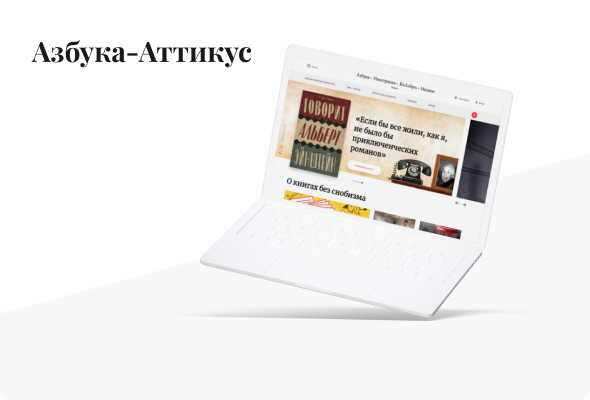 Азбука-Аттикус
Азбука • Иностранка • КоЛибри • Махаон
ГОВОРИТ
АЛЬБЕРТ
ЭЙНШТЕЙН
«Если бы все жили, как я,
не было бы
приключенческих
романов»
О книгах без снобизма